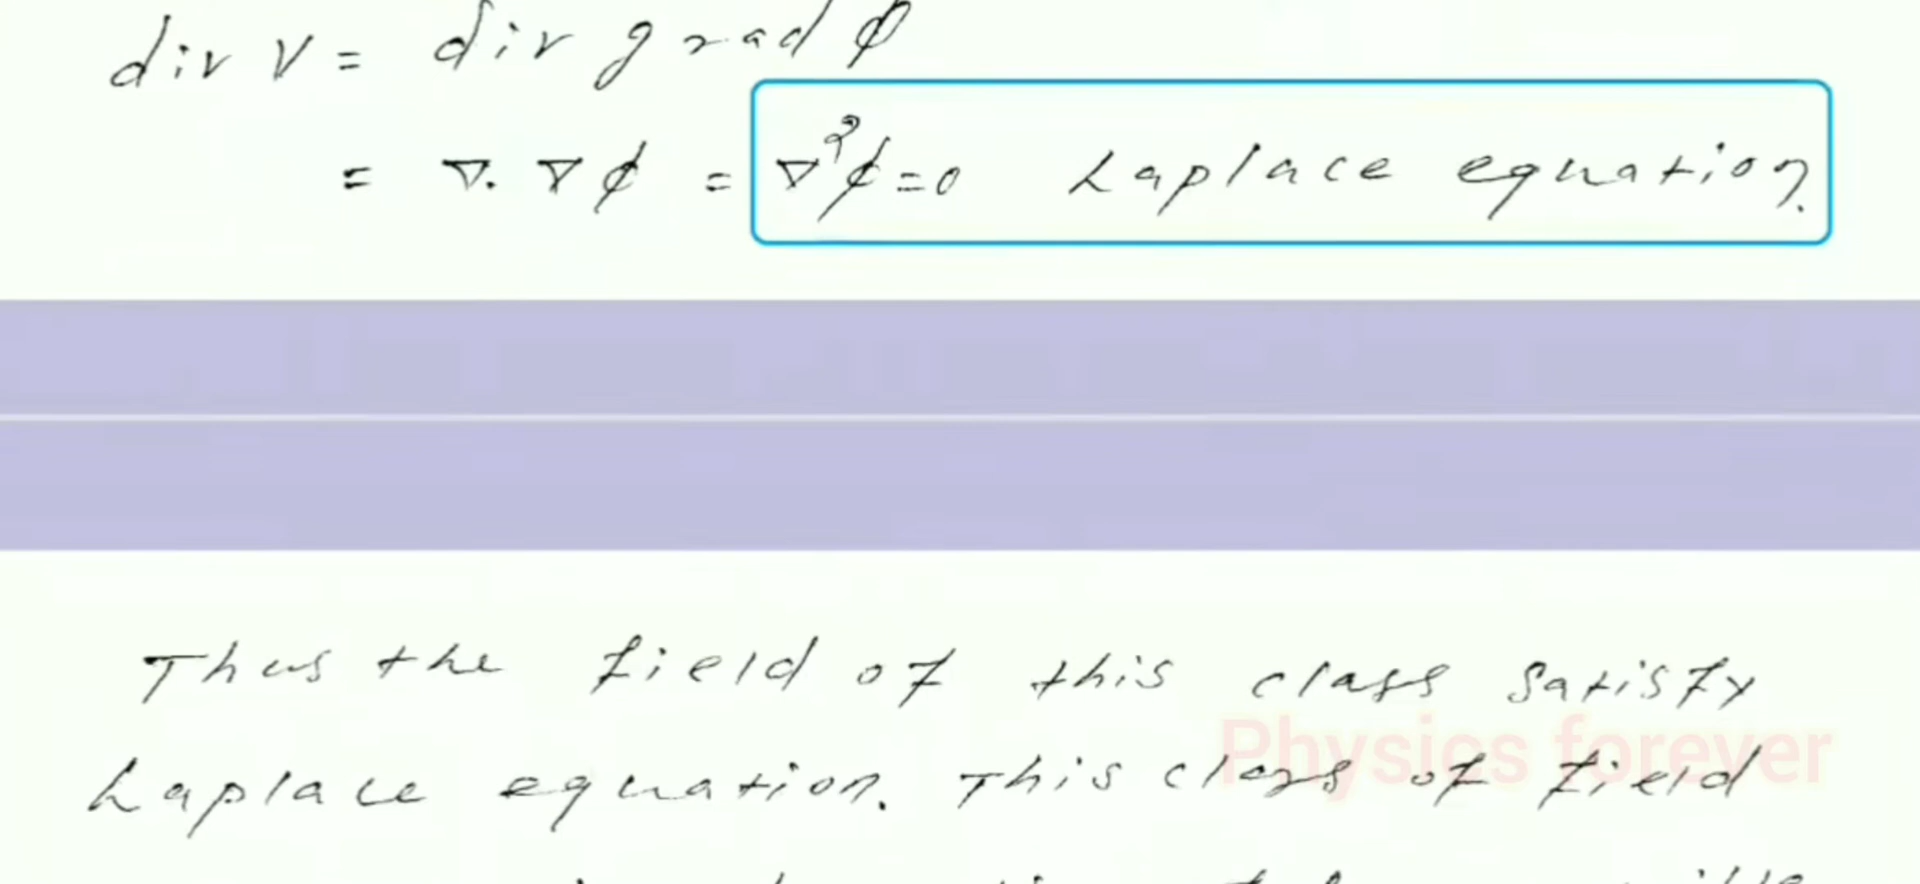 div V = div grad ϕ
= ∇. ∇ϕ = ∇²ϕ=0 Laplace equation.
Thus the field of this class satisfy
Physics forever
Laplace equation. This class of field